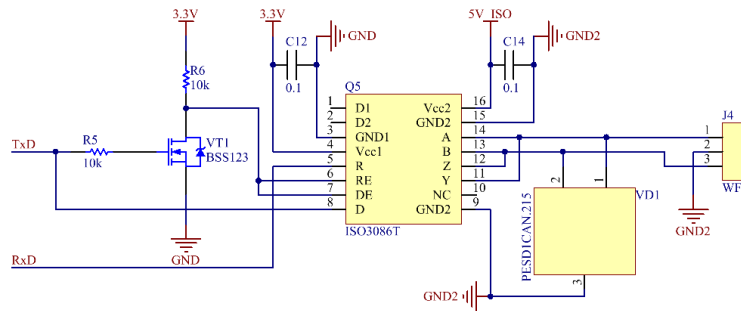 3.3V
3.3V
5V_ISO
C12
GND
0.1
C14
GND2
0.1
R6
10k
Q5
TxD
R5
10k
VT1
BSS123
GND
RxD
1 D1 Vcc2 16
2 D2 GND2 15
3 GND1 A 14
4 Vcc1 B 13
5 R Z 12
6 RE Y 11
7 DE NC 10
8 D GND2 9
ISO3086T
J4
1
2
3
WF
GND2
2
1
VD1
PESD1CAN.215
3
GND2